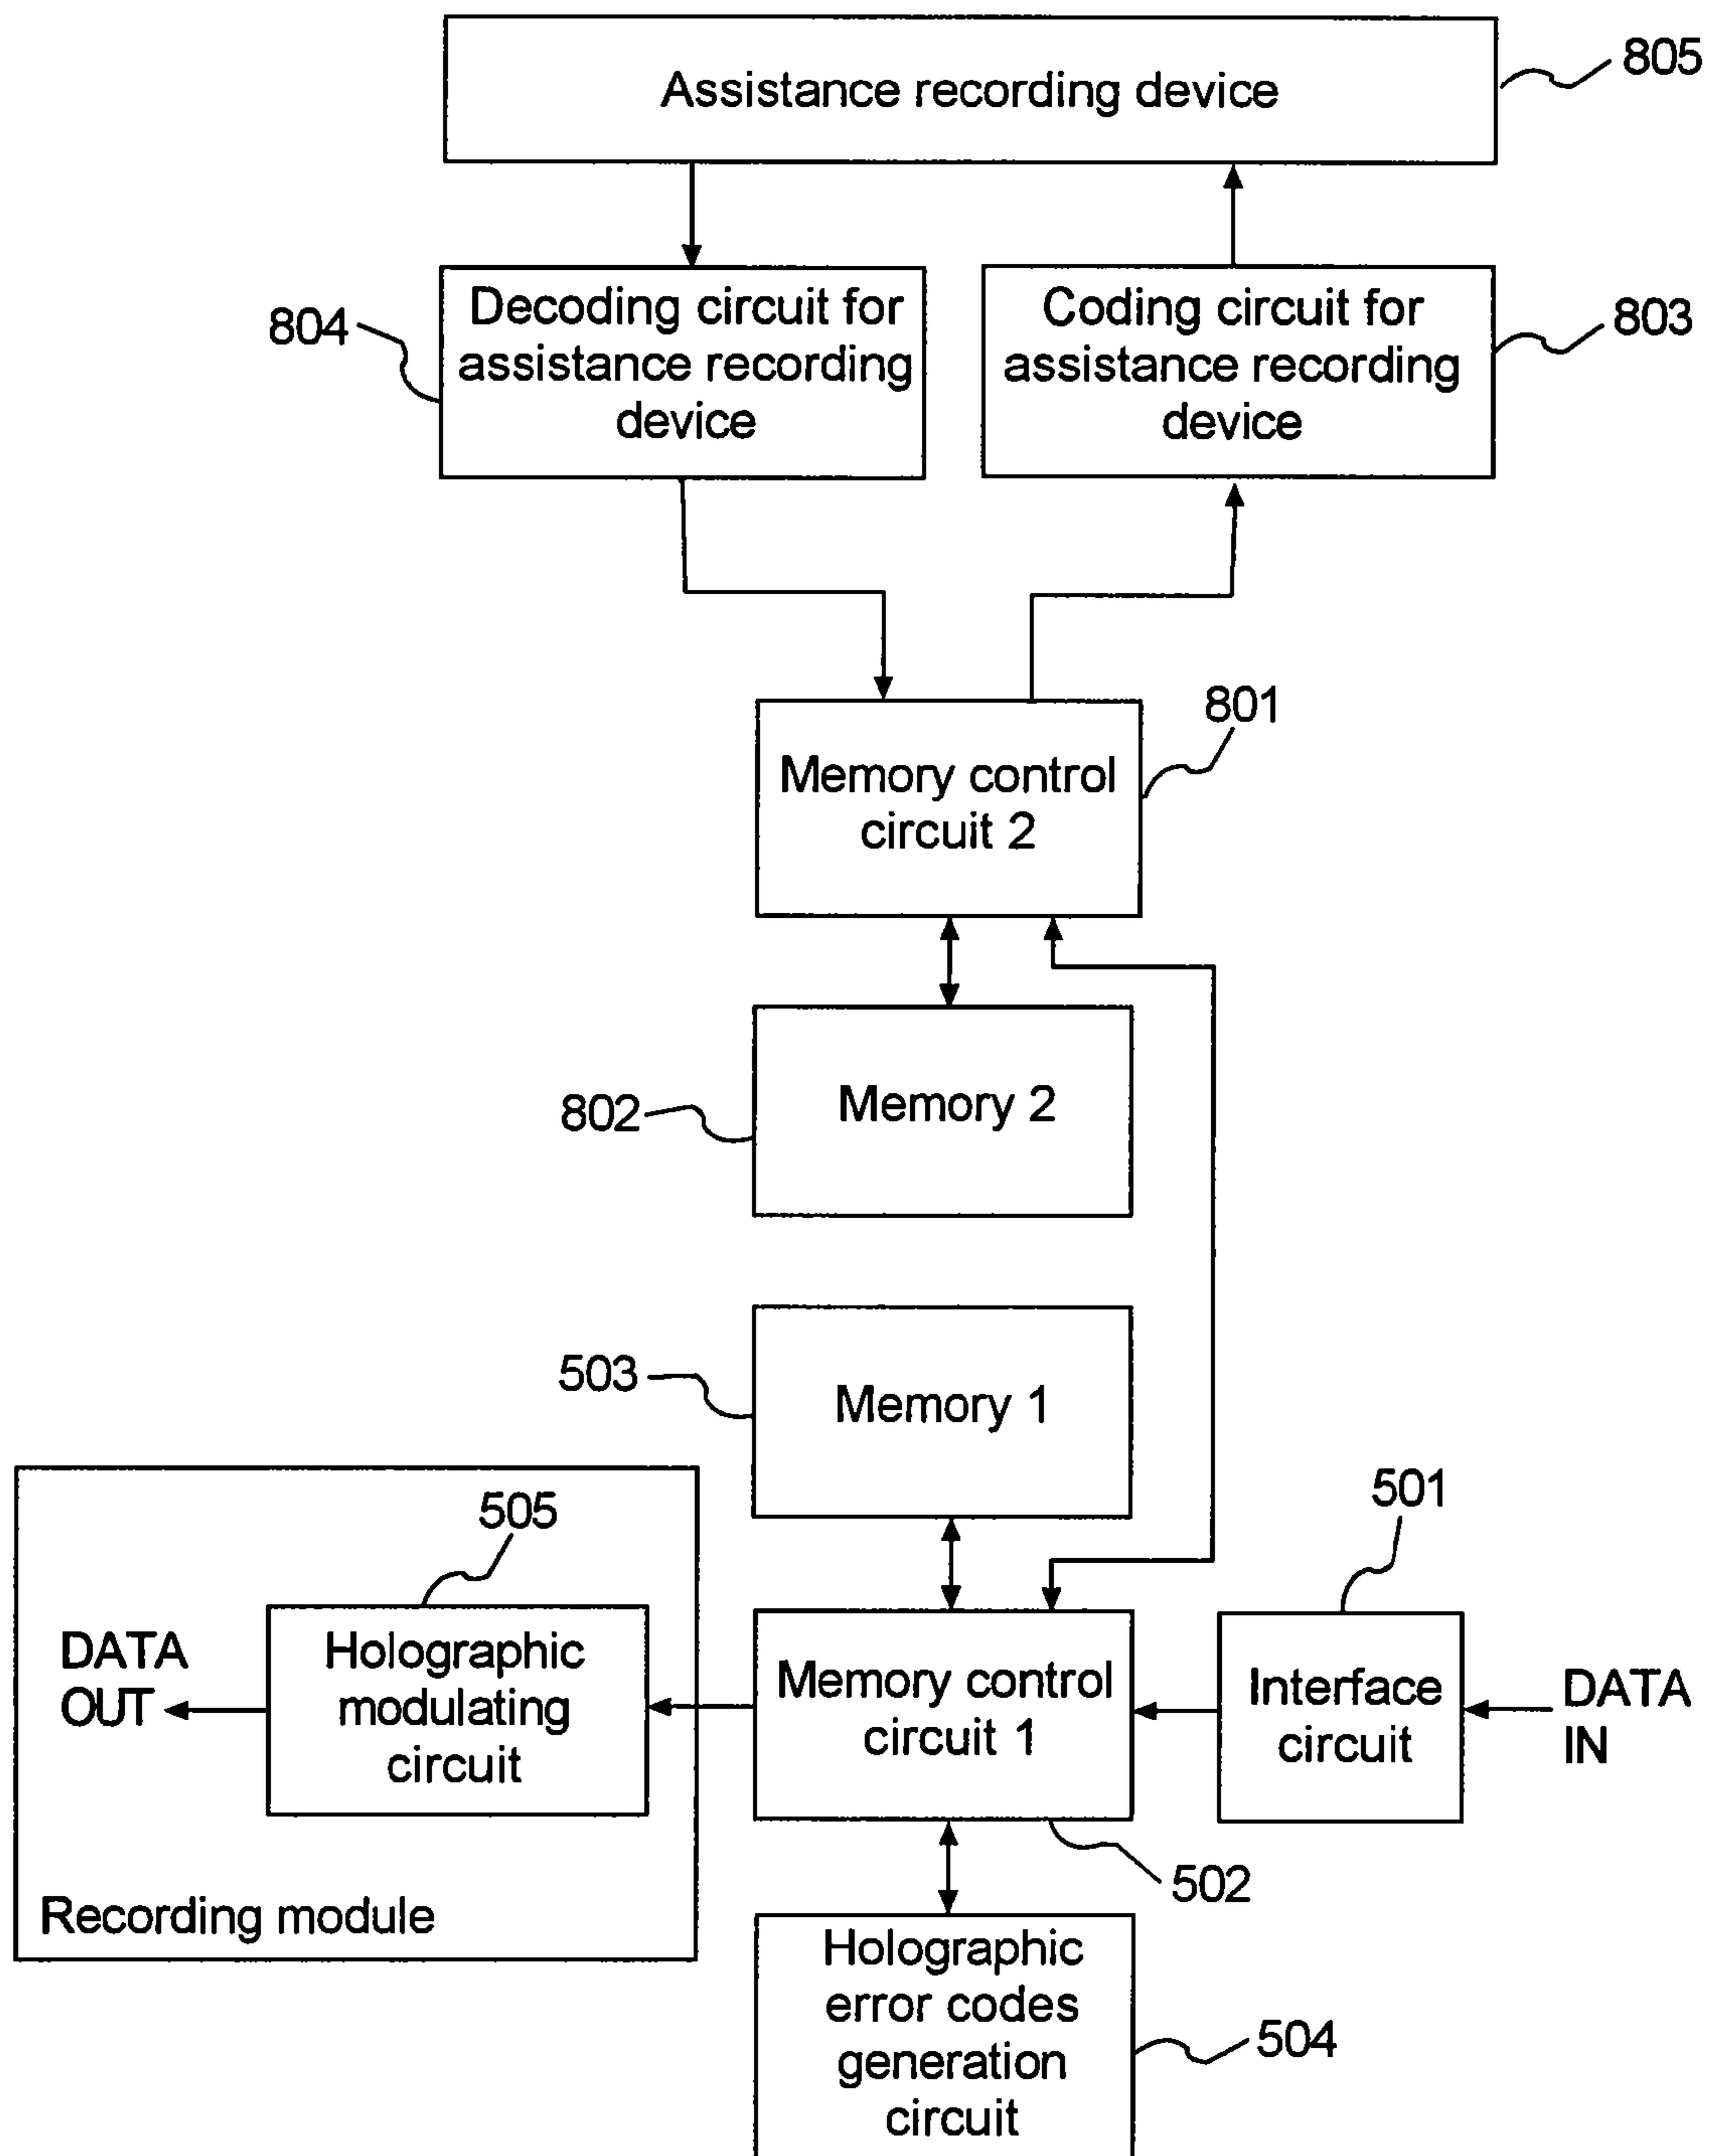 Assistance recording device
805
Decoding circuit for
assistance recording
device
804
Coding circuit for
assistance recording
device
803
Memory control
circuit 2
801
Memory 2
802
Memory 1
503
501
505
DATA
OUT
Holographic
modulating
circuit
Memory control
circuit 1
Interface
circuit
DATA
IN
502
Recording module
Holographic
error codes
generation
circuit
504